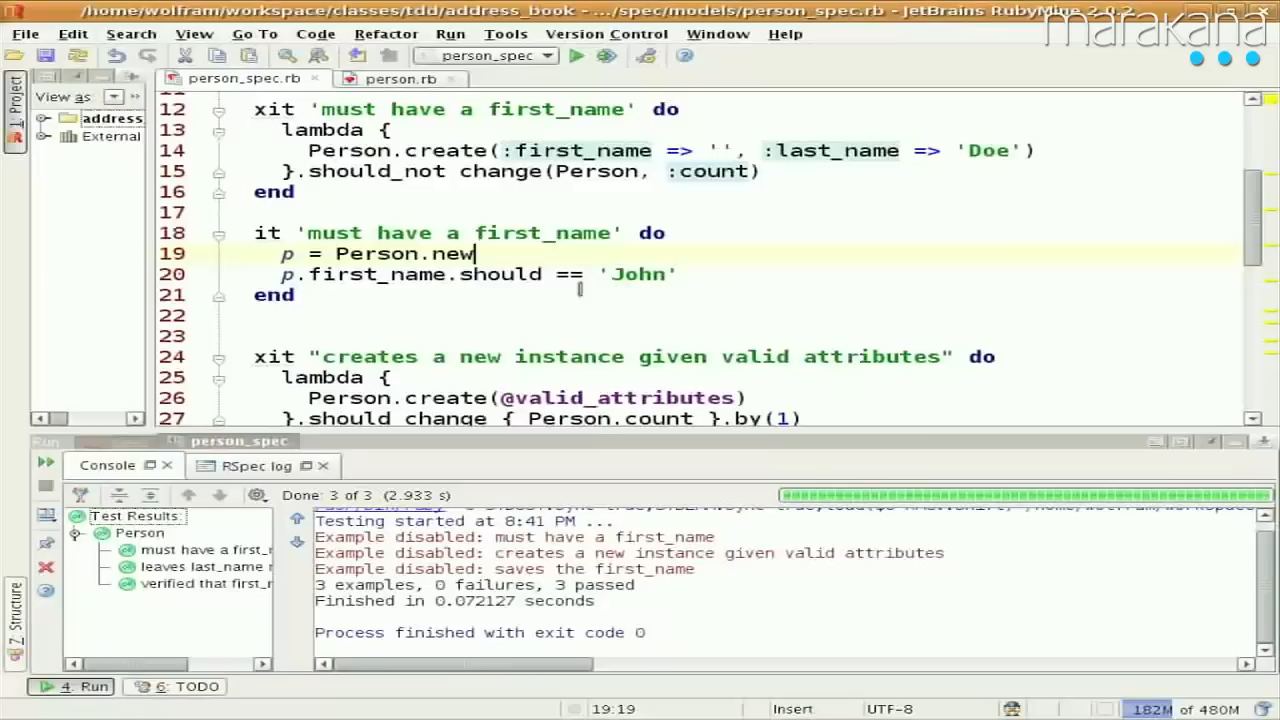 /home/wolfram/workspace/classes/tdd/address_book - .../spec/models/person_spec.rb - JetBrains RubyMine 2.0.2
marakana
File Edit Search View Go To Code Refactor Run Tools Version Control Window Help
person_spec
person_spec.rb person.rb
1: Project
View as:
address
External
12 xit 'must have a first_name' do
13 lambda {
14 Person.create(:first_name => '', :last_name => 'Doe')
15 }.should_not change(Person, :count)
16 end
17
18 it 'must have a first_name' do
19 p = Person.new
20 p.first_name.should == 'John'
21 end
22
23
24 xit "creates a new instance given valid attributes" do
25 lambda {
26 Person.create(@valid_attributes)
27 }.should change { Person.count }.by(1)
Run person_spec
Console RSpec log
Done: 3 of 3 (2.933 s)
Test Results:
Person
must have a first_r
leaves last_name r
verified that first_r
Testing started at 8:41 PM ...
Example disabled: must have a first_name
Example disabled: creates a new instance given valid attributes
Example disabled: saves the first_name
3 examples, 0 failures, 3 passed
Finished in 0.072127 seconds
Process finished with exit code 0
7: Structure
4: Run 6: TODO
19:19 Insert UTF-8 182M of 480M